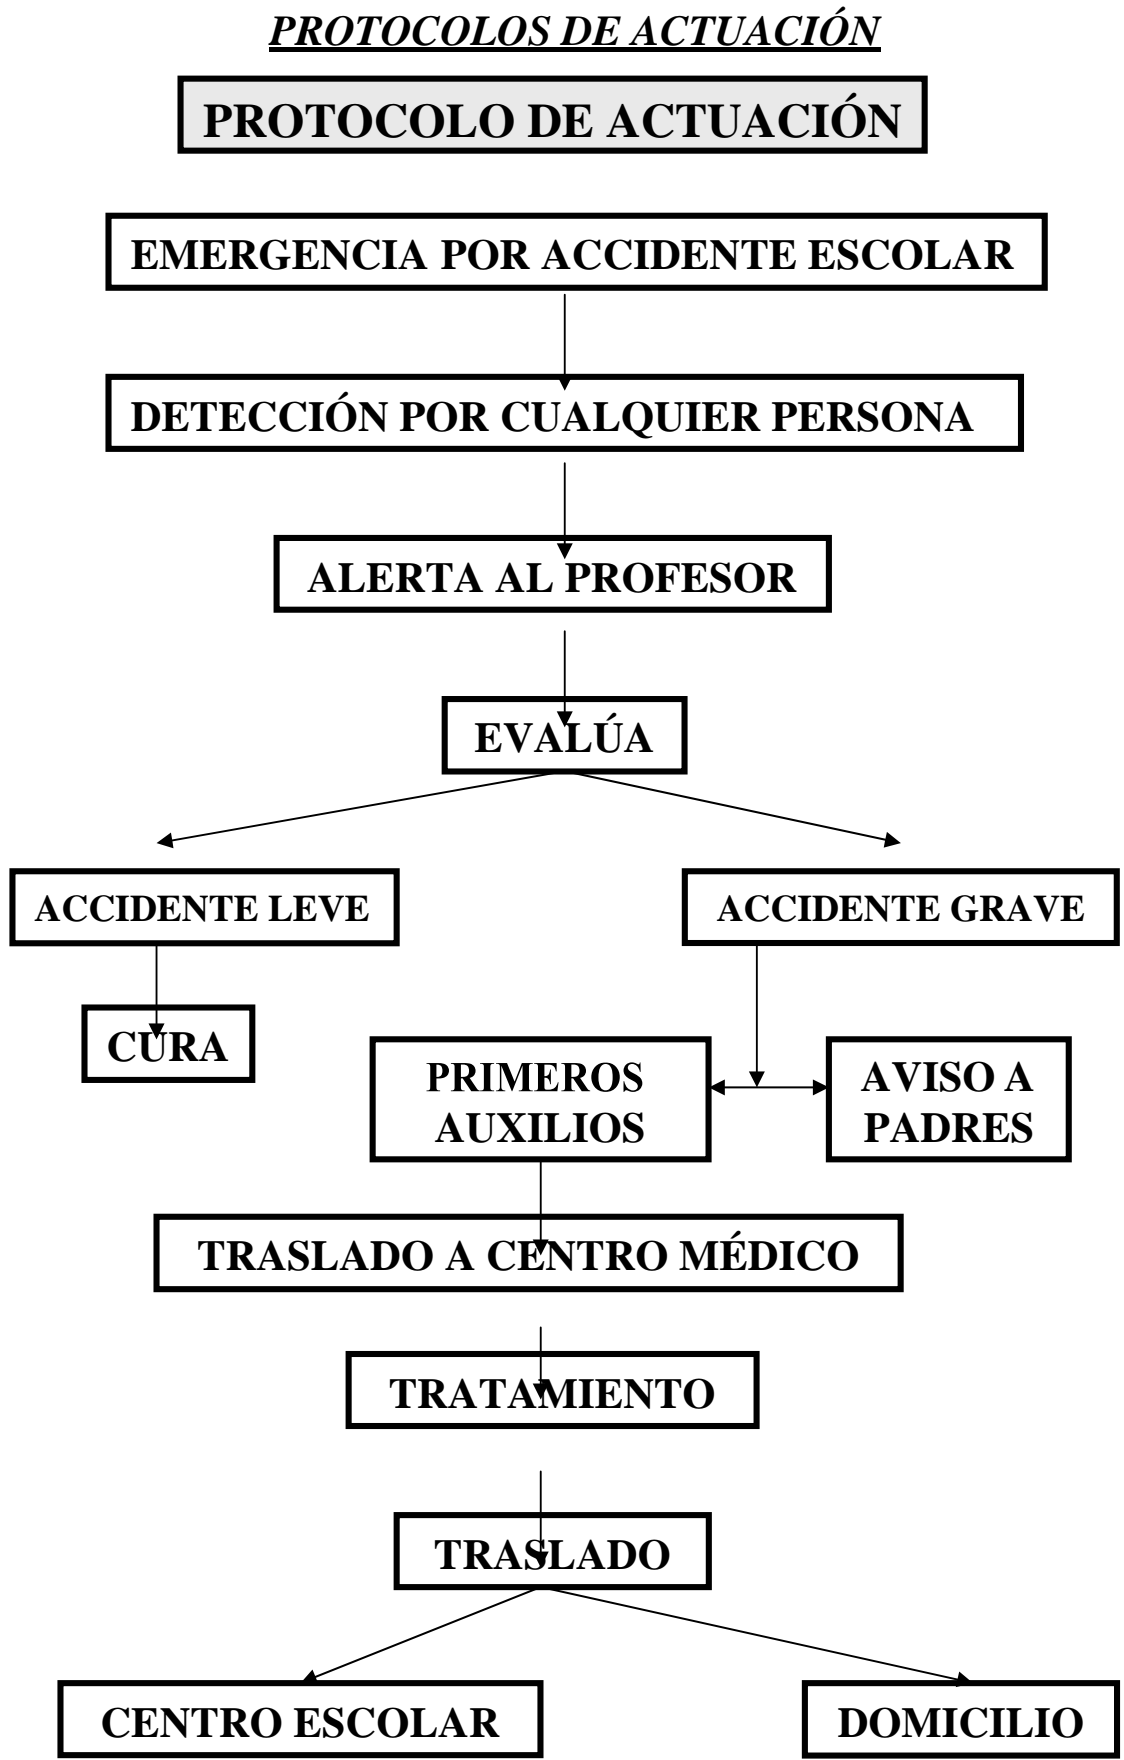 PROTOCOLOS DE ACTUACIÓN
PROTOCOLO DE ACTUACIÓN
EMERGENCIA POR ACCIDENTE ESCOLAR
DETECCIÓN POR CUALQUIER PERSONA
ALERTA AL PROFESOR
EVALÚA
ACCIDENTE LEVE
ACCIDENTE GRAVE
CURA
PRIMEROS
AUXILIOS
AVISO A
PADRES
TRASLADO A CENTRO MÉDICO
TRATAMIENTO
TRASLADO
CENTRO ESCOLAR
DOMICILIO